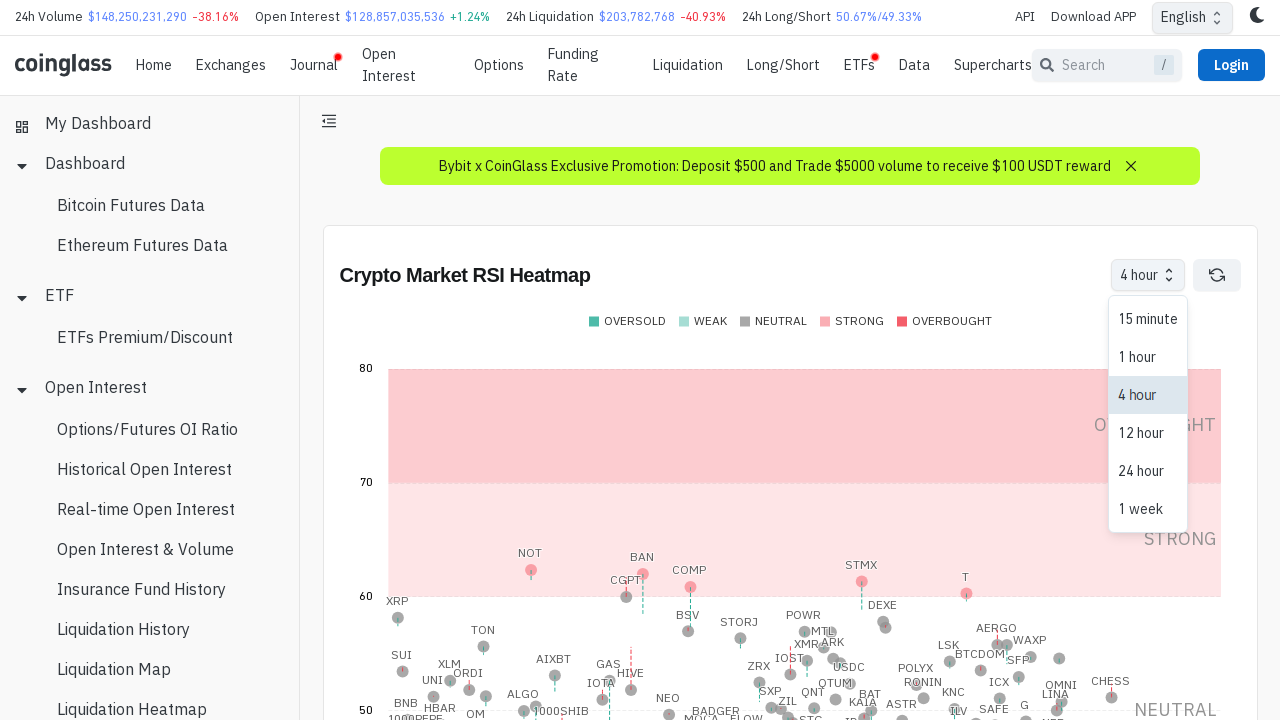 24h Volume $148,250,231,290 -38.16% Open Interest $128,857,035,536 +1.24% 24h Liquidation $203,782,768 -40.93% 24h Long/Short 50.67%/49.33% API Download APP English
coinglass Home Exchanges Journal Open Interest Options Funding Rate Liquidation Long/Short ETFs Data Supercharts Search / Login
My Dashboard
Dashboard
Bitcoin Futures Data
Ethereum Futures Data
ETF
ETFs Premium/Discount
Open Interest
Options/Futures OI Ratio
Historical Open Interest
Real-time Open Interest
Open Interest & Volume
Insurance Fund History
Liquidation History
Liquidation Map
Liquidation Heatmap
Bybit x CoinGlass Exclusive Promotion: Deposit $500 and Trade $5000 volume to receive $100 USDT reward
Crypto Market RSI Heatmap
4 hour
15 minute
1 hour
4 hour
12 hour
24 hour
1 week
OVERSOLD WEAK NEUTRAL STRONG OVERBOUGHT
80
70
STRONG
NOT BAN
CGPT COMP STMX T
60
XRP BSV POWR DEXE
TON STORJ MTL AERGO
XMR ARK LSK WAXP
SUI XLM AIXBT GAS IOST USDC BTCDOM SFP
UNI ORDI HIVE ZRX POLYX
IOTA QTUM RONIN ICX OMNI CHESS
BNB HBAR ALGO NEO SXP QNT BAT KNC LINA
ZIL KAIA ASTR SAFE G
OM 1000SHIB BADGER ILV
1000PEPE
50
NEUTRAL